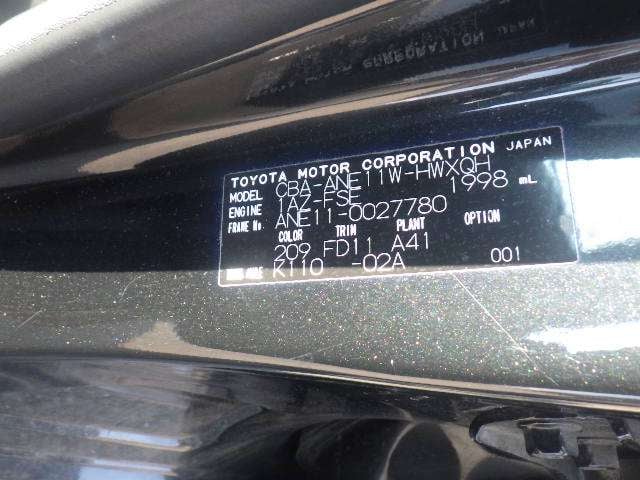 TOYOTA MOTOR CORPORATION JAPAN
MODEL CBA-ANE11W-HWXQH
ENGINE 1AZ-FSE 1998 mL
FRAME No. ANE11-0027780
COLOR TRIM PLANT OPTION
209 FD11 A41
K110 -02A 001